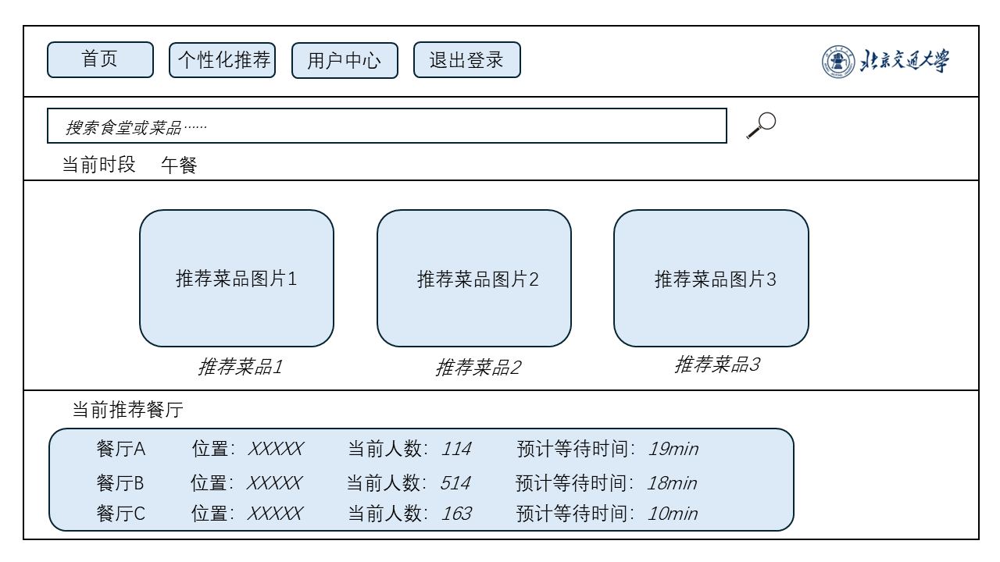 首页 个性化推荐 用户中心 退出登录 北京交通大學
搜索食堂或菜品……
当前时段 午餐
推荐菜品图片1 推荐菜品图片2 推荐菜品图片3
推荐菜品1 推荐菜品2 推荐菜品3
当前推荐餐厅
餐厅A 位置：XXXXX 当前人数：114 预计等待时间：19min
餐厅B 位置：XXXXX 当前人数：514 预计等待时间：18min
餐厅C 位置：XXXXX 当前人数：163 预计等待时间：10min